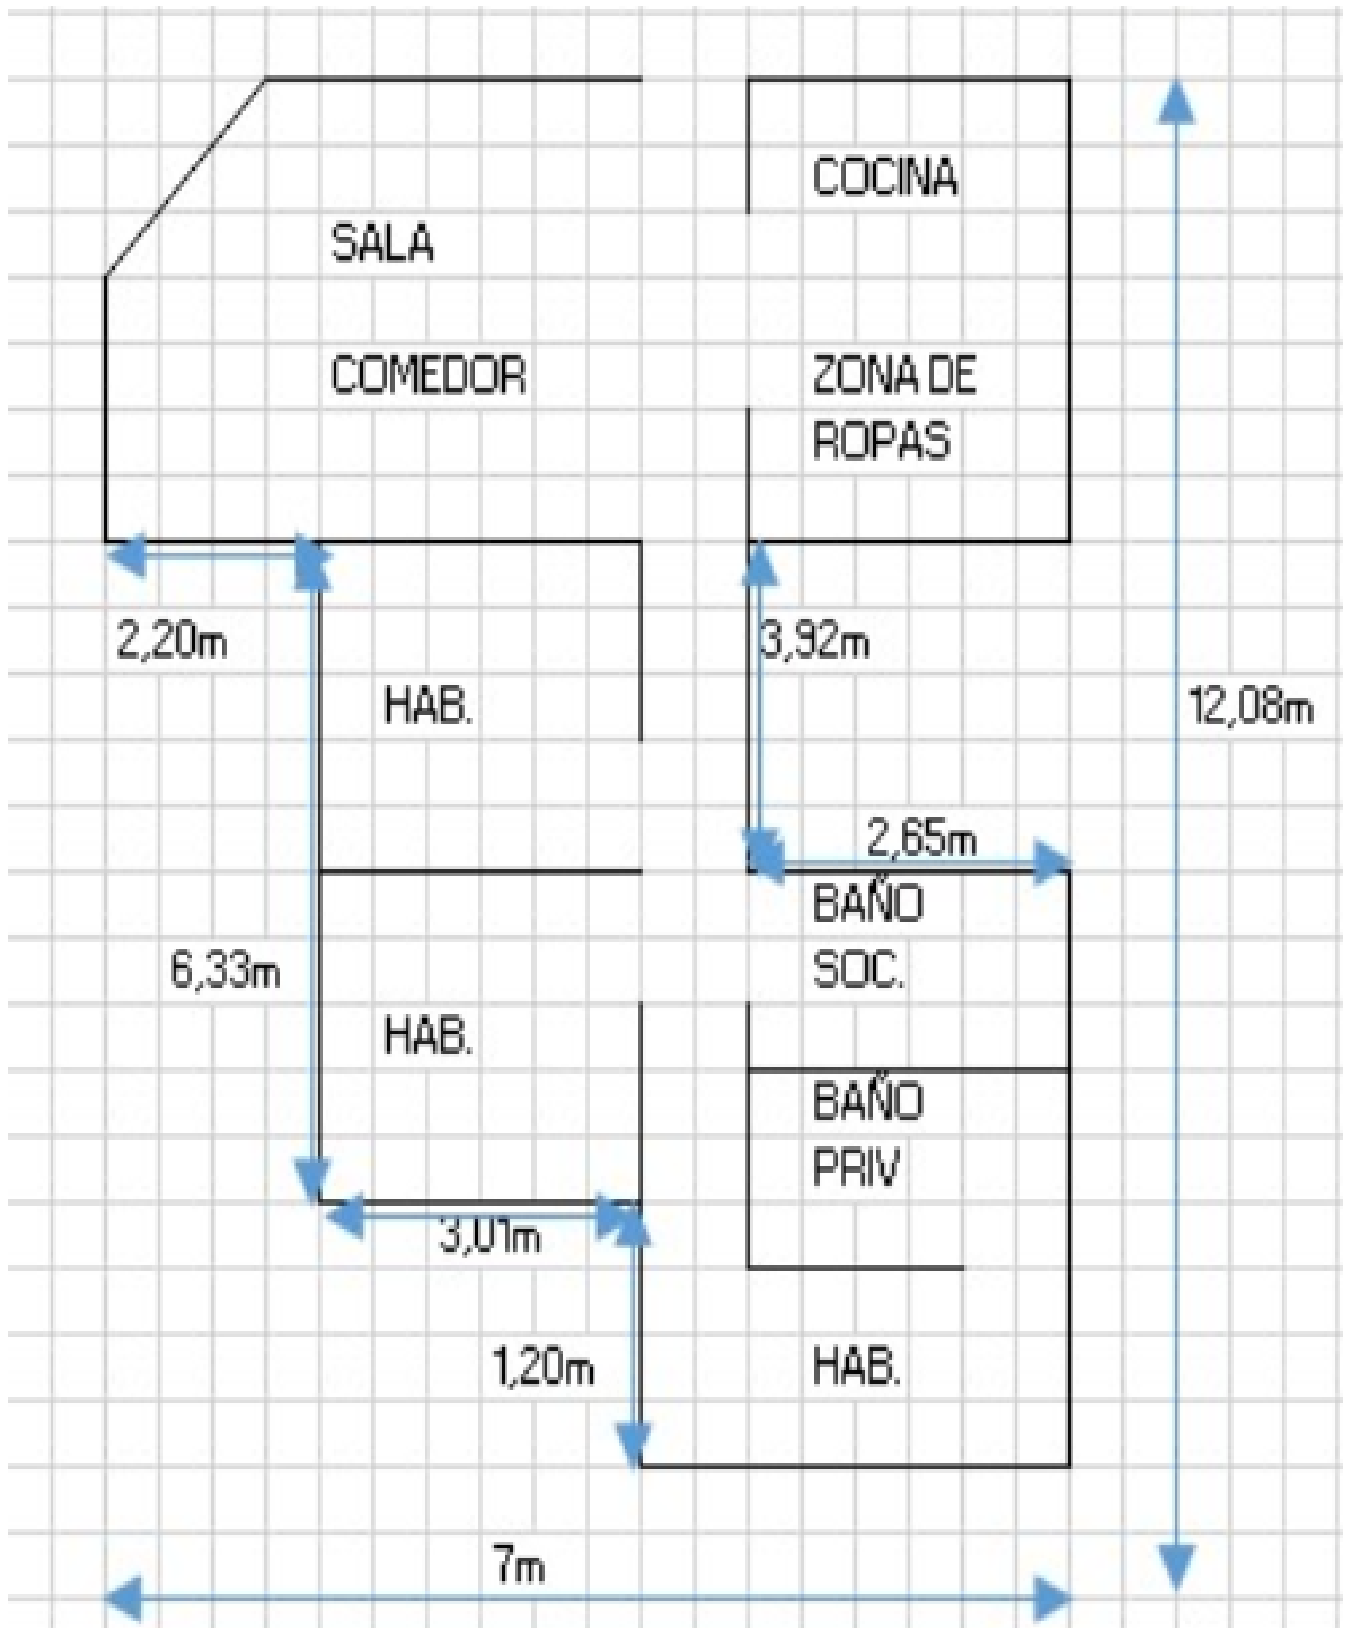 COCINA
SALA
COMEDOR
ZONA DE
ROPAS
2,20m
3,92m
HAB.
12,08m
2,65m
BAÑO
SOC.
6,33m
HAB.
BAÑO
PRIV
3,01m
1,20m
HAB.
7m